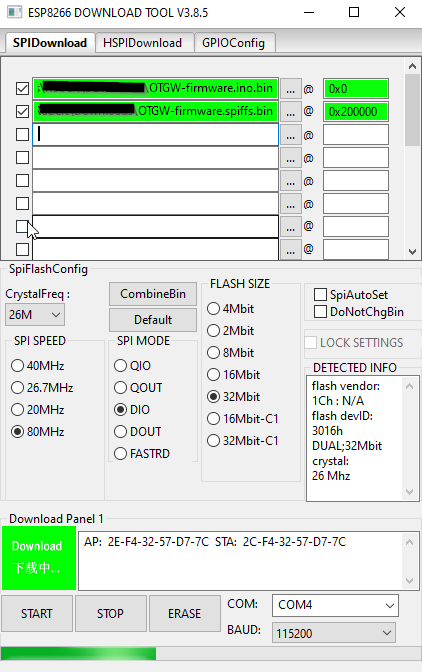 ESP8266 DOWNLOAD TOOL V3.8.5
SPIDownload HSPIDownload GPIOConfig
\OTGW-firmware.ino.bin ... @ 0x0
\OTGW-firmware.spiffs.bin ... @ 0x200000
... @
... @
... @
... @
... @
... @
SpiFlashConfig
CrystalFreq :
26M
CombineBin
Default
SPI SPEED
40MHz
26.7MHz
20MHz
80MHz
SPI MODE
QIO
QOUT
DIO
DOUT
FASTRD
FLASH SIZE
4Mbit
2Mbit
8Mbit
16Mbit
32Mbit
16Mbit-C1
32Mbit-C1
SpiAutoSet
DoNotChgBin
LOCK SETTINGS
DETECTED INFO
flash vendor:
1Ch : N/A
flash devID:
3016h
DUAL;32Mbit
crystal:
26 Mhz
Download Panel 1
Download
下载中...
AP: 2E-F4-32-57-D7-7C STA: 2C-F4-32-57-D7-7C
START STOP ERASE
COM: COM4
BAUD: 115200